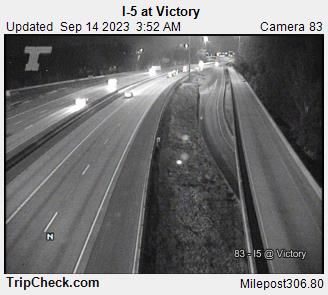 I-5 at Victory
Updated Sep 14 2023 3:52 AM Camera 83
T
N
83 - I5 @ Victory
TripCheck.com Milepost306.80